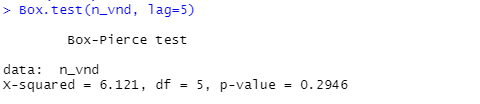 > Box.test(n_vnd, lag=5)
Box-Pierce test
data:  n_vnd
X-squared = 6.121, df = 5, p-value = 0.2946